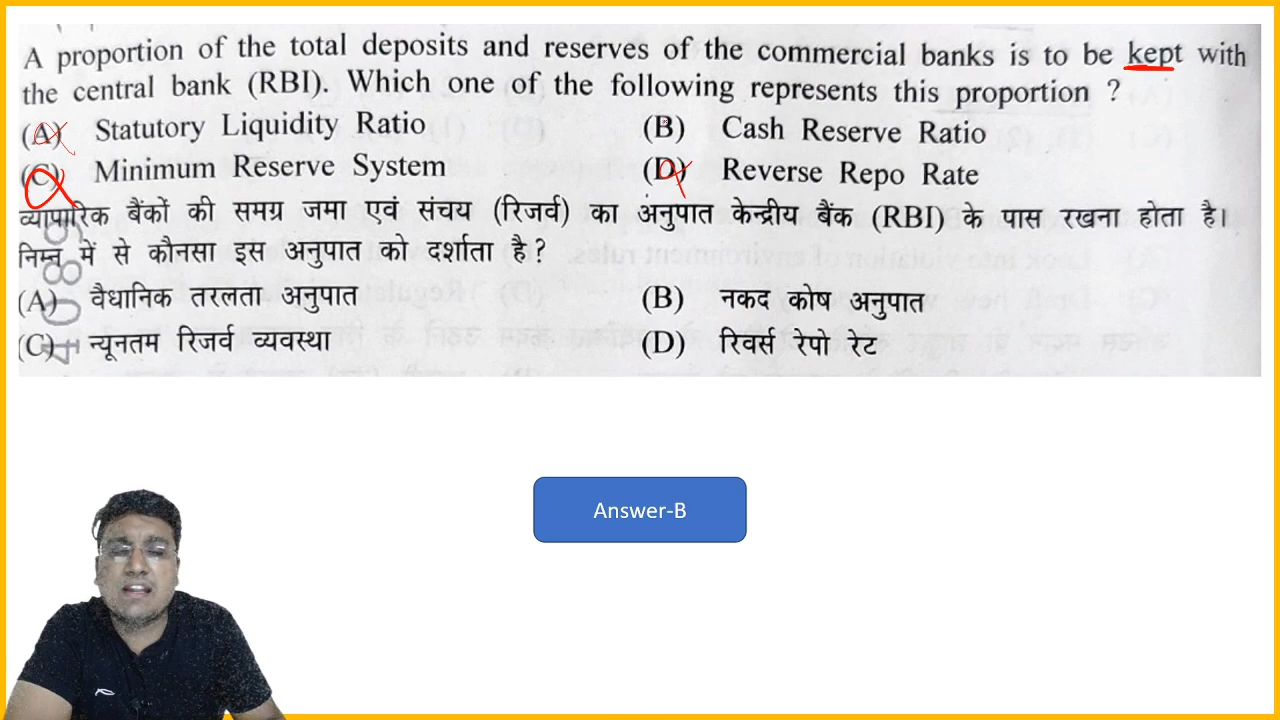 A proportion of the total deposits and reserves of the commercial banks is to be kept with
the central bank (RBI). Which one of the following represents this proportion ?
(A) Statutory Liquidity Ratio (B) Cash Reserve Ratio
(C) Minimum Reserve System (D) Reverse Repo Rate
व्यापारिक बैंकों की समग्र जमा एवं संचय (रिजर्व) का अनुपात केन्द्रीय बैंक (RBI) के पास रखना होता है।
निम्न में से कौनसा इस अनुपात को दर्शाता है ?
(A) वैधानिक तरलता अनुपात (B) नकद कोष अनुपात
(C) न्यूनतम रिजर्व व्यवस्था (D) रिवर्स रेपो रेट
Answer-B